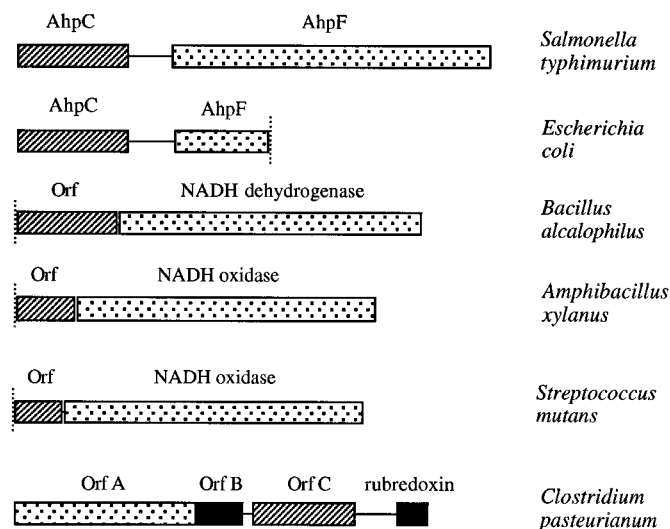 AhpC AhpF
Salmonella
typhimurium
AhpC AhpF
Escherichia
coli
Orf NADH dehydrogenase
Bacillus
alcalophilus
Orf NADH oxidase
Amphibacillus
xylanus
Orf NADH oxidase
Streptococcus
mutans
Orf A Orf B Orf C rubredoxin
Clostridium
pasteurianum